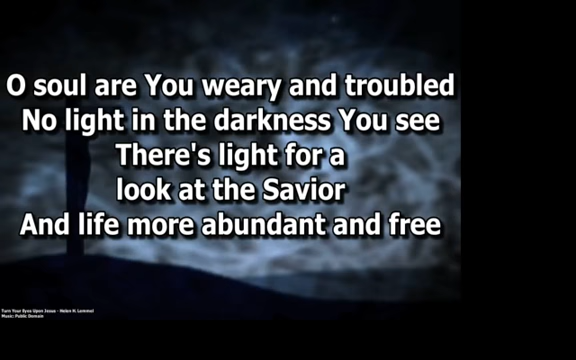 O soul are You weary and troubled
No light in the darkness You see
There's light for a
look at the Savior
And life more abundant and free
Turn Your Eyes Upon Jesus - Helen H. Lemmel
Music: Public Domain